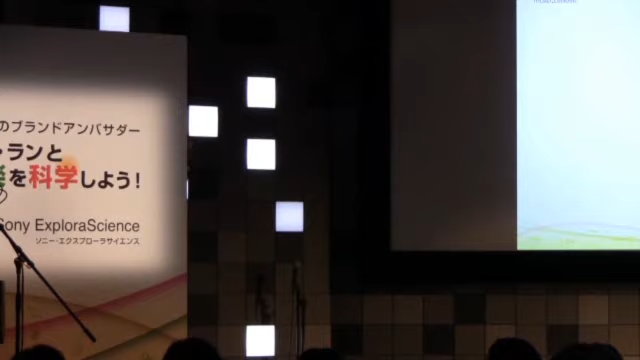 のブランドアンバサダー
・ランと
楽を科学しよう!
Sony ExploraScience
ソニー・エクスプローラサイエンス